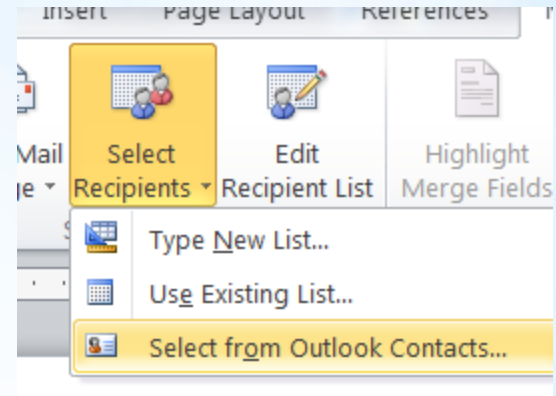 Insert Page Layout References
Mail
Select
Recipients
Edit
Recipient List
Highlight
Merge Fields
Type New List...
Use Existing List...
Select from Outlook Contacts...